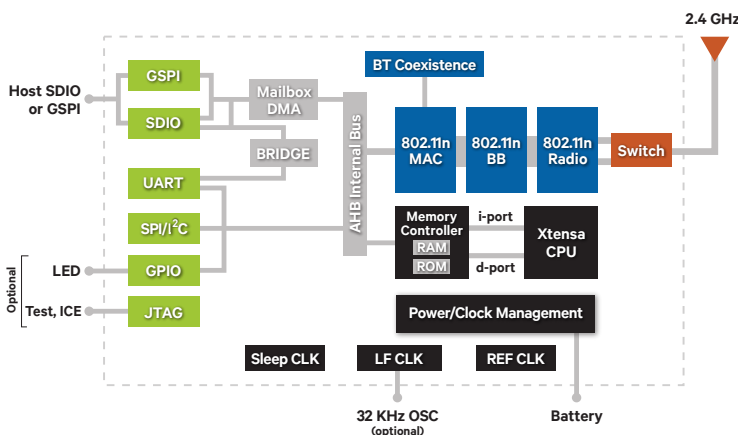 2.4 GHz
Host SDIO
or GSPI
GSPI
SDIO
Mailbox
DMA
BRIDGE
UART
SPI/I²C
GPIO
JTAG
Optional
LED
Test, ICE
AHB Internal Bus
BT Coexistence
802.11n
MAC
802.11n
BB
802.11n
Radio
Switch
Memory
Controller
RAM
ROM
i-port
d-port
Xtensa
CPU
Power/Clock Management
Sleep CLK
LF CLK
REF CLK
32 KHz OSC
(optional)
Battery